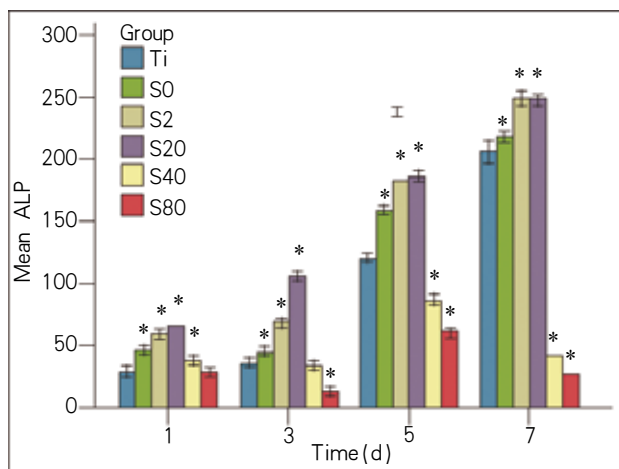 Group
Ti
S0
S2
S20
S40
S80
Mean ALP
300
250
200
150
100
50
0
* * * *
* * * *
* * * * *
* * * * *
1 3 5 7
Time (d)